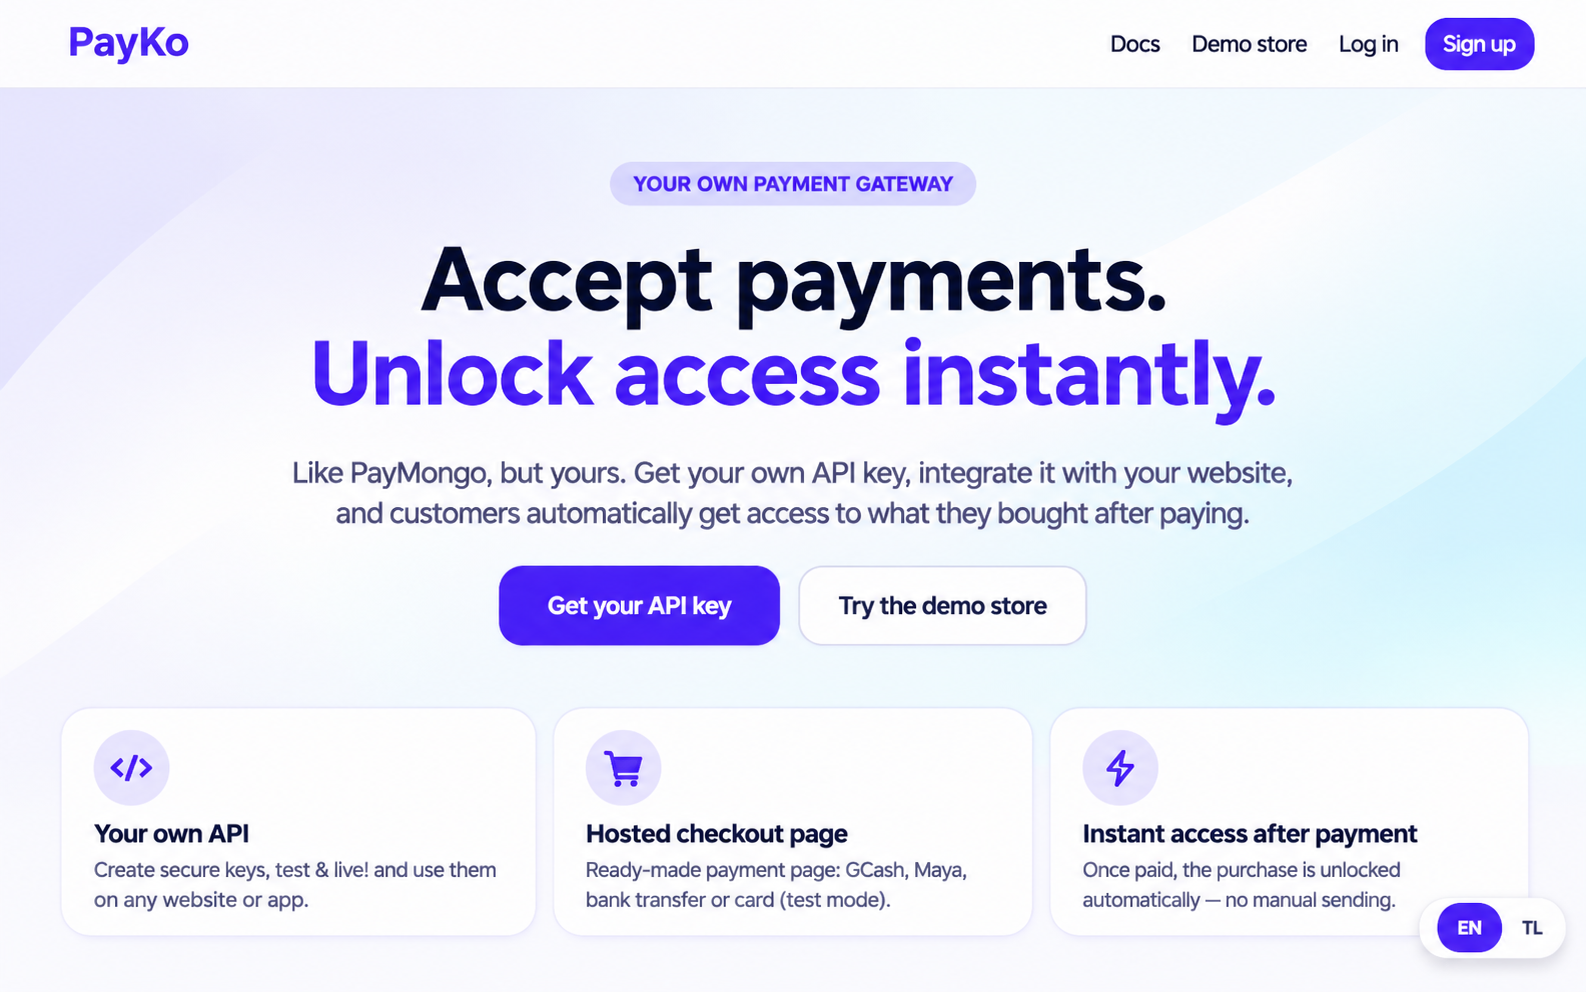 PayKo
Docs
Demo store
Log in
Sign up
YOUR OWN PAYMENT GATEWAY
Accept payments.
Unlock access instantly.
Like PayMongo, but yours. Get your own API key, integrate it with your website,
and customers automatically get access to what they bought after paying.
Get your API key
Try the demo store
</>
Your own API
Create secure keys, test & live! and use them
on any website or app.
Hosted checkout page
Ready-made payment page: GCash, Maya,
bank transfer or card (test mode).
Instant access after payment
Once paid, the purchase is unlocked
automatically — no manual sending.
EN
TL